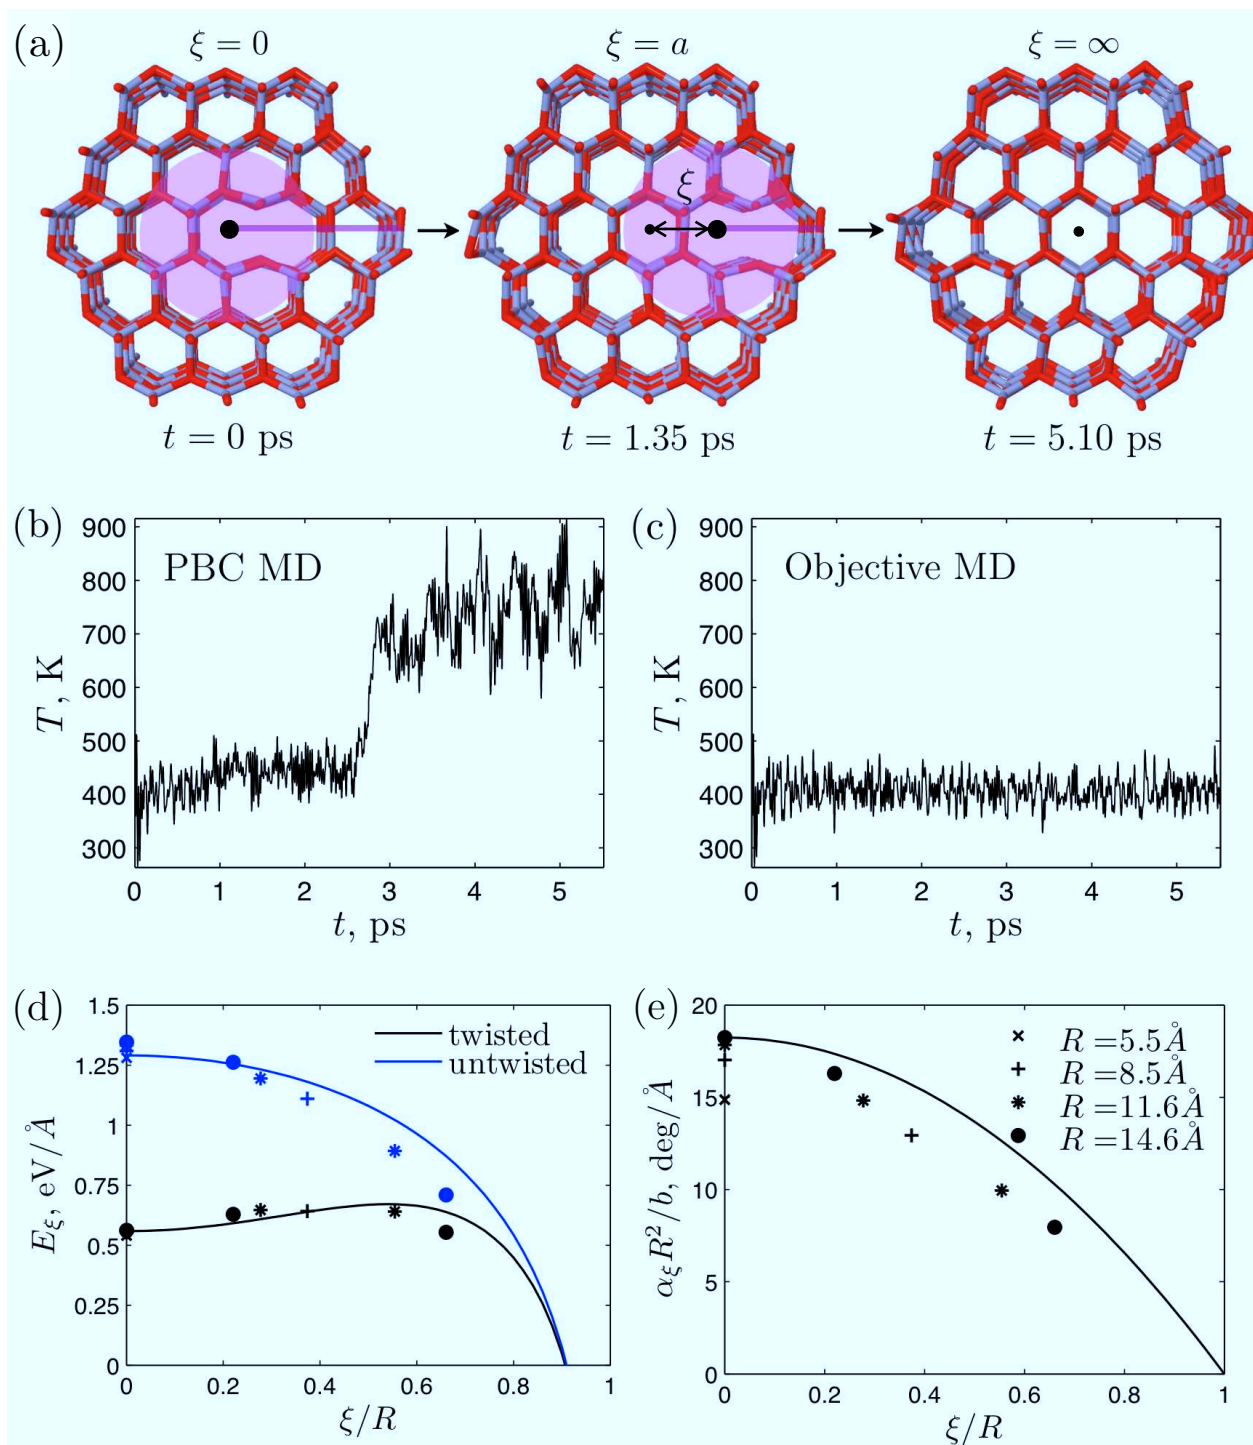 (a)
ξ = 0
ξ = a
ξ = ∞
ξ
t = 0 ps
t = 1.35 ps
t = 5.10 ps
(b)
PBC MD
900
800
700
600
500
400
300
T, K
0 1 2 3 4 5
t, ps
(c)
Objective MD
900
800
700
600
500
400
300
T, K
0 1 2 3 4 5
t, ps
(d)
twisted
untwisted
1.5
1.25
1
0.75
0.5
0.25
0
E_ξ, eV/Å
0 0.2 0.4 0.6 0.8 1
ξ/R
(e)
R=5.5Å
R=8.5Å
R=11.6Å
R=14.6Å
20
15
10
5
0
α_ξR²/b, deg/Å
0 0.2 0.4 0.6 0.8 1
ξ/R